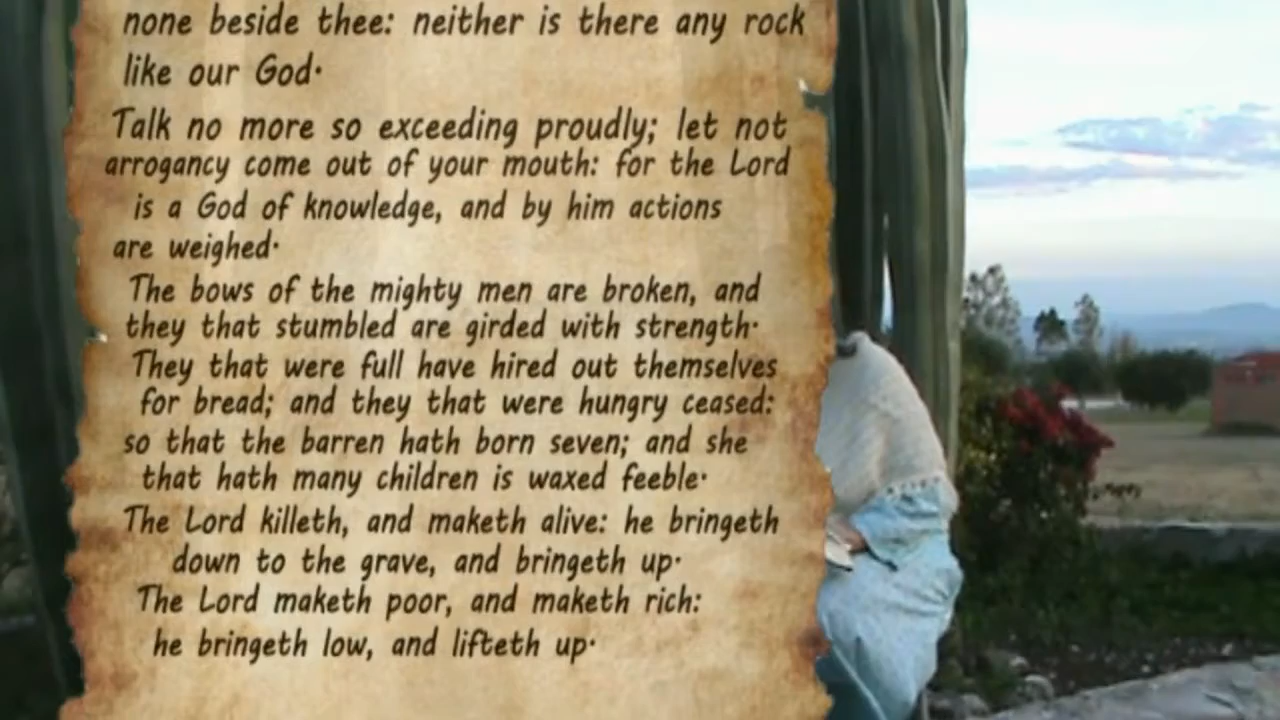 none beside thee: neither is there any rock
like our God·
Talk no more so exceeding proudly; let not
arrogancy come out of your mouth: for the Lord
is a God of knowledge, and by him actions
are weighed·
The bows of the mighty men are broken, and
they that stumbled are girded with strength·
They that were full have hired out themselves
for bread; and they that were hungry ceased:
so that the barren hath born seven; and she
that hath many children is waxed feeble·
The Lord killeth, and maketh alive: he bringeth
down to the grave, and bringeth up·
The Lord maketh poor, and maketh rich:
he bringeth low, and lifteth up·